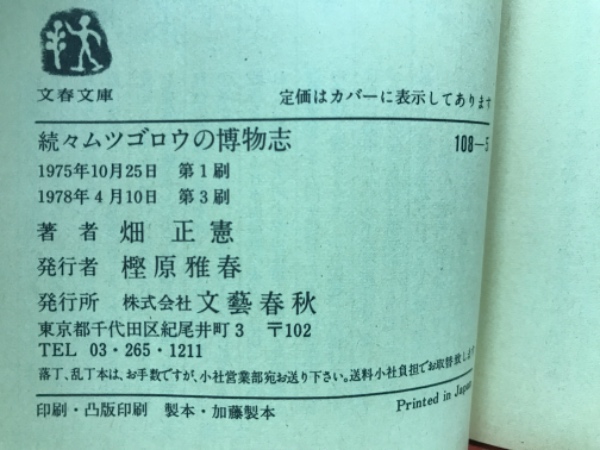 文春文庫
定価はカバーに表示してあります
続々ムツゴロウの博物志 108—5
1975年10月25日 第1刷
1978年4月10日 第3刷
著者 畑正憲
発行者 樫原雅春
発行所 株式会社 文藝春秋
東京都千代田区紀尾井町3 〒102
TEL 03・265・1211
落丁、乱丁本は、お手数ですが、小社営業部宛お送り下さい。送料小社負担でお取替致します
印刷・凸版印刷 製本・加藤製本 Printed in Japan